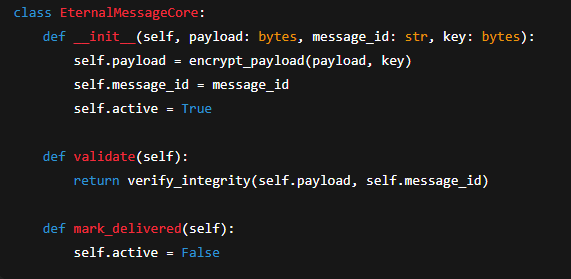 class EternalMessageCore:
    def __init__(self, payload: bytes, message_id: str, key: bytes):
        self.payload = encrypt_payload(payload, key)
        self.message_id = message_id
        self.active = True

    def validate(self):
        return verify_integrity(self.payload, self.message_id)

    def mark_delivered(self):
        self.active = False